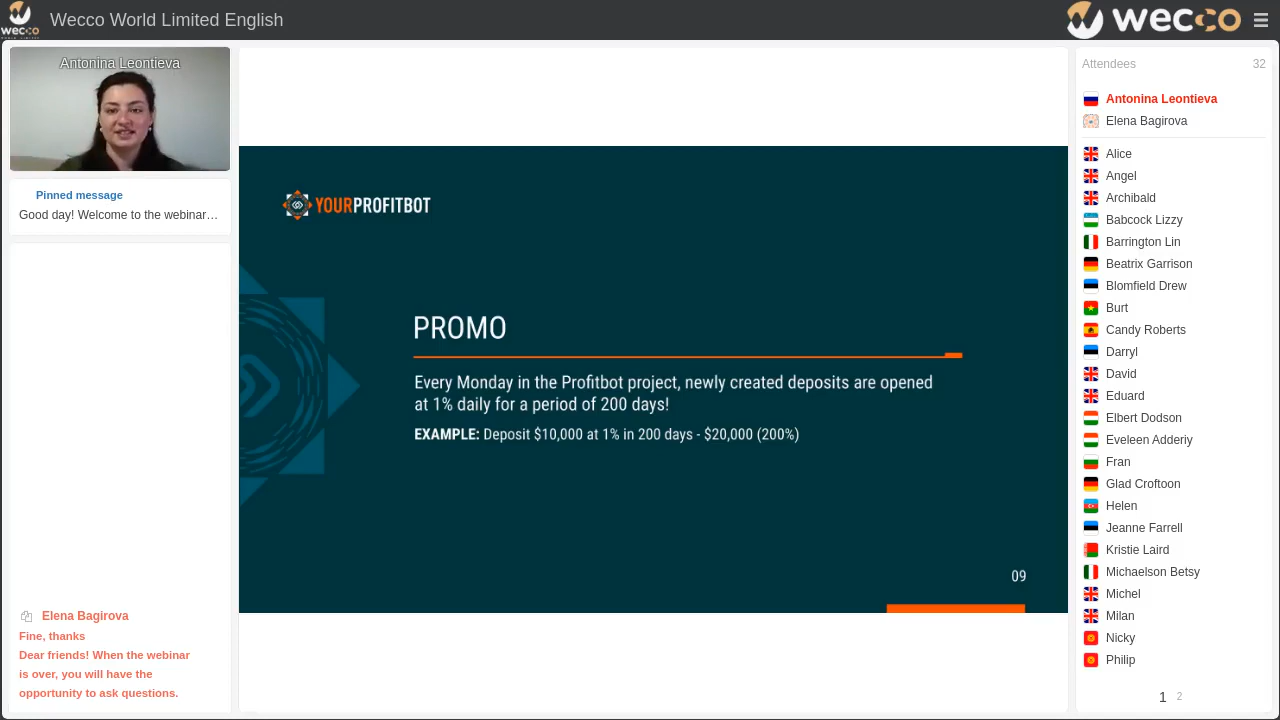 wecco
WORLD LIMITED
Wecco World Limited English
wecco
Antonina Leontieva
Pinned message
Good day! Welcome to the webinar…
Elena Bagirova
Fine, thanks
Dear friends! When the webinar
is over, you will have the
opportunity to ask questions.
YOURPROFITBOT
PROMO
Every Monday in the Profitbot project, newly created deposits are opened
at 1% daily for a period of 200 days!
EXAMPLE: Deposit $10,000 at 1% in 200 days - $20,000 (200%)
09
Attendees 32
Antonina Leontieva
Elena Bagirova
Alice
Angel
Archibald
Babcock Lizzy
Barrington Lin
Beatrix Garrison
Blomfield Drew
Burt
Candy Roberts
Darryl
David
Eduard
Elbert Dodson
Eveleen Adderiy
Fran
Glad Croftoon
Helen
Jeanne Farrell
Kristie Laird
Michaelson Betsy
Michel
Milan
Nicky
Philip
1 2